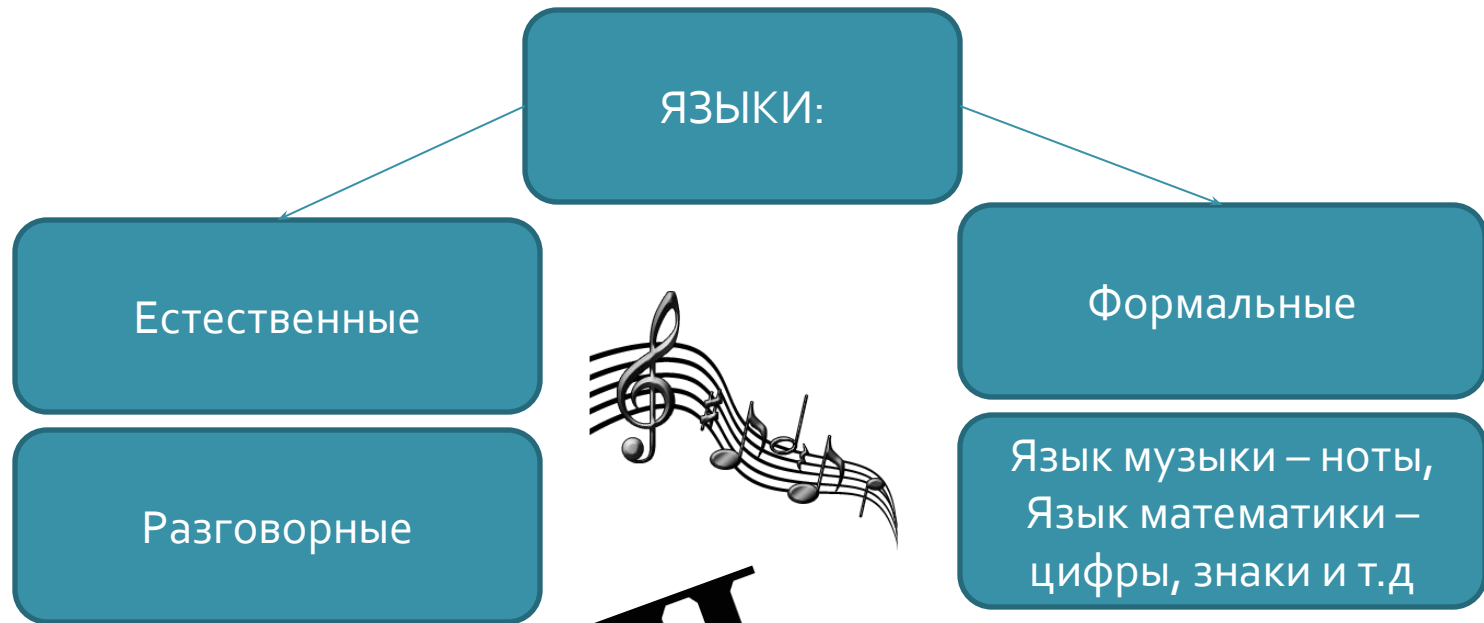 ЯЗЫКИ:
Естественные
Формальные
Разговорные
Язык музыки – ноты,
Язык математики –
цифры, знаки и т.д